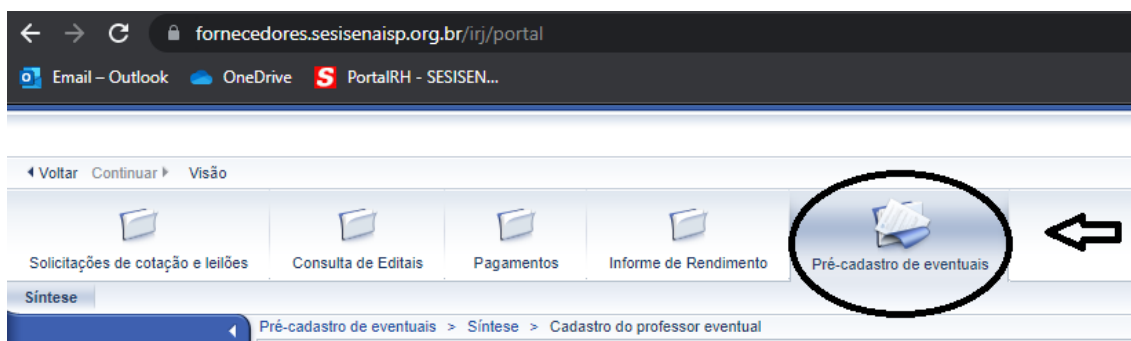 fornecedores.sesisenaisp.org.br/irj/portal
Email – Outlook OneDrive S PortalRH - SESISEN...
Voltar Continuar Visão
Solicitações de cotação e leilões Consulta de Editais Pagamentos Informe de Rendimento Pré-cadastro de eventuais
Síntese
Pré-cadastro de eventuais > Síntese > Cadastro do professor eventual